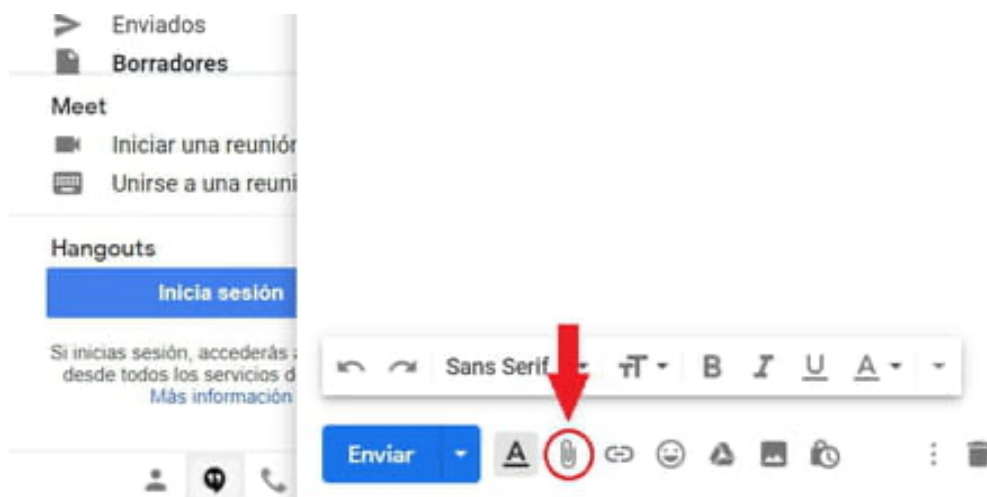 Enviados
Borradores
Meet
Iniciar una reunión
Unirse a una reuni
Hangouts
Inicia sesión
Si inicias sesión, accederás a
desde todos los servicios d
Más información
Sans Serif
B I U A
Enviar
A